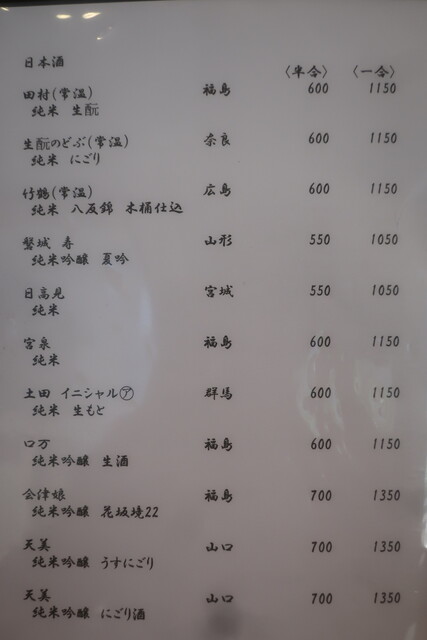 日本酒
〈半合〉 〈一合〉
田村(常温) 福島 600 1150
純米 生酛
生酛のどぶ(常温) 奈良 600 1150
純米 にごり
竹鶴(常温) 広島 600 1150
純米 八反錦 木桶仕込
磐城 寿 山形 550 1050
純米吟醸 夏吟
日高見 宮城 550 1050
純米
宮泉 福島 600 1150
純米
土田 イニシャル㋐ 群馬 600 1150
純米 生もと
口万 福島 600 1150
純米吟醸 生酒
会津娘 福島 700 1350
純米吟醸 花坂境22
天美 山口 700 1350
純米吟醸 うすにごり
天美 山口 700 1350
純米吟醸 にごり酒